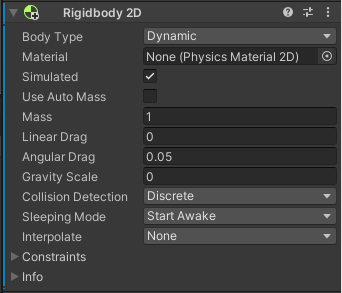 Rigidbody 2D
Body Type Dynamic
Material None (Physics Material 2D)
Simulated
Use Auto Mass
Mass 1
Linear Drag 0
Angular Drag 0.05
Gravity Scale 0
Collision Detection Discrete
Sleeping Mode Start Awake
Interpolate None
Constraints
Info